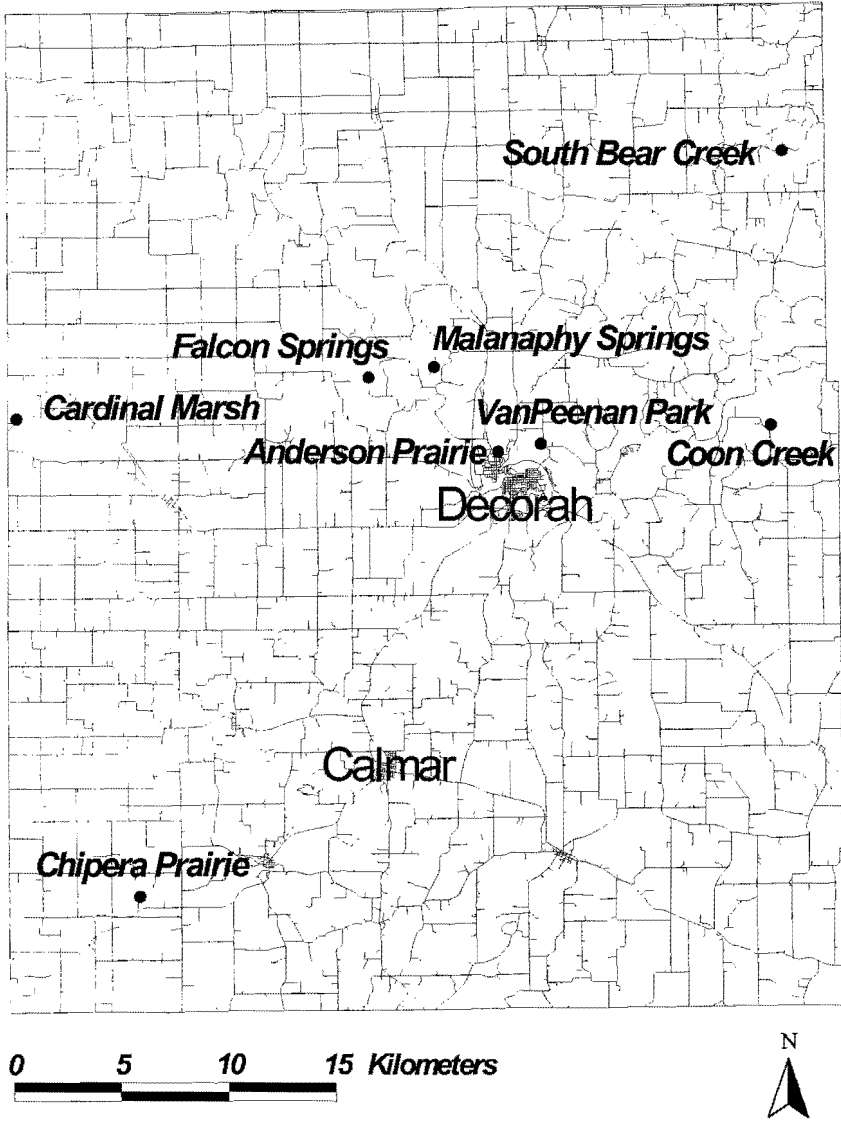 South Bear Creek
Malanaphy Springs
Falcon Springs
Cardinal Marsh
VanPeenan Park
Anderson Prairie
Coon Creek
Decorah
Calmar
Chipera Prairie
N
0 5 10 15 Kilometers